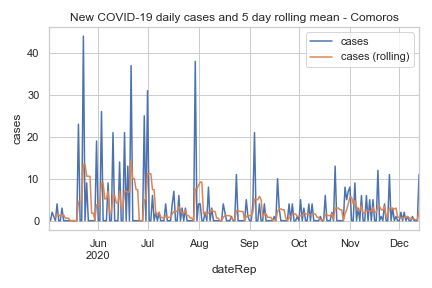 New COVID-19 daily cases and 5 day rolling mean - Comoros
cases
cases (rolling)
40
30
20
10
0
cases
Jun
2020
Jul
Aug
Sep
Oct
Nov
Dec
dateRep